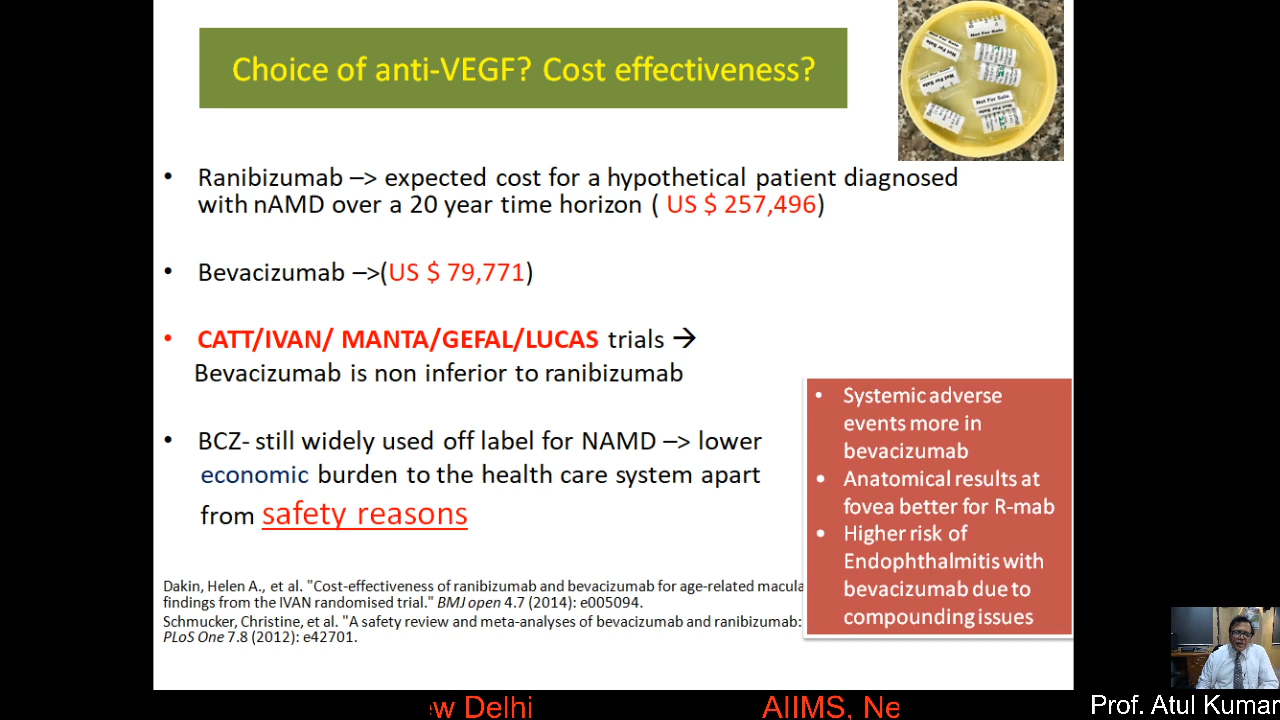 Choice of anti-VEGF? Cost effectiveness?
Not For Sale
• Ranibizumab –> expected cost for a hypothetical patient diagnosed
with nAMD over a 20 year time horizon ( US $ 257,496)
• Bevacizumab –>(US $ 79,771)
• CATT/IVAN/ MANTA/GEFAL/LUCAS trials →
Bevacizumab is non inferior to ranibizumab
• BCZ- still widely used off label for NAMD –> lower
economic burden to the health care system apart
from safety reasons
• Systemic adverse
events more in
bevacizumab
• Anatomical results at
fovea better for R-mab
• Higher risk of
Endophthalmitis with
bevacizumab due to
compounding issues
Dakin, Helen A., et al. "Cost-effectiveness of ranibizumab and bevacizumab for age-related macula
findings from the IVAN randomised trial." BMJ open 4.7 (2014): e005094.
Schmucker, Christine, et al. "A safety review and meta-analyses of bevacizumab and ranibizumab:
PLoS One 7.8 (2012): e42701.
w Delhi
AIIMS, Ne
Prof. Atul Kumar